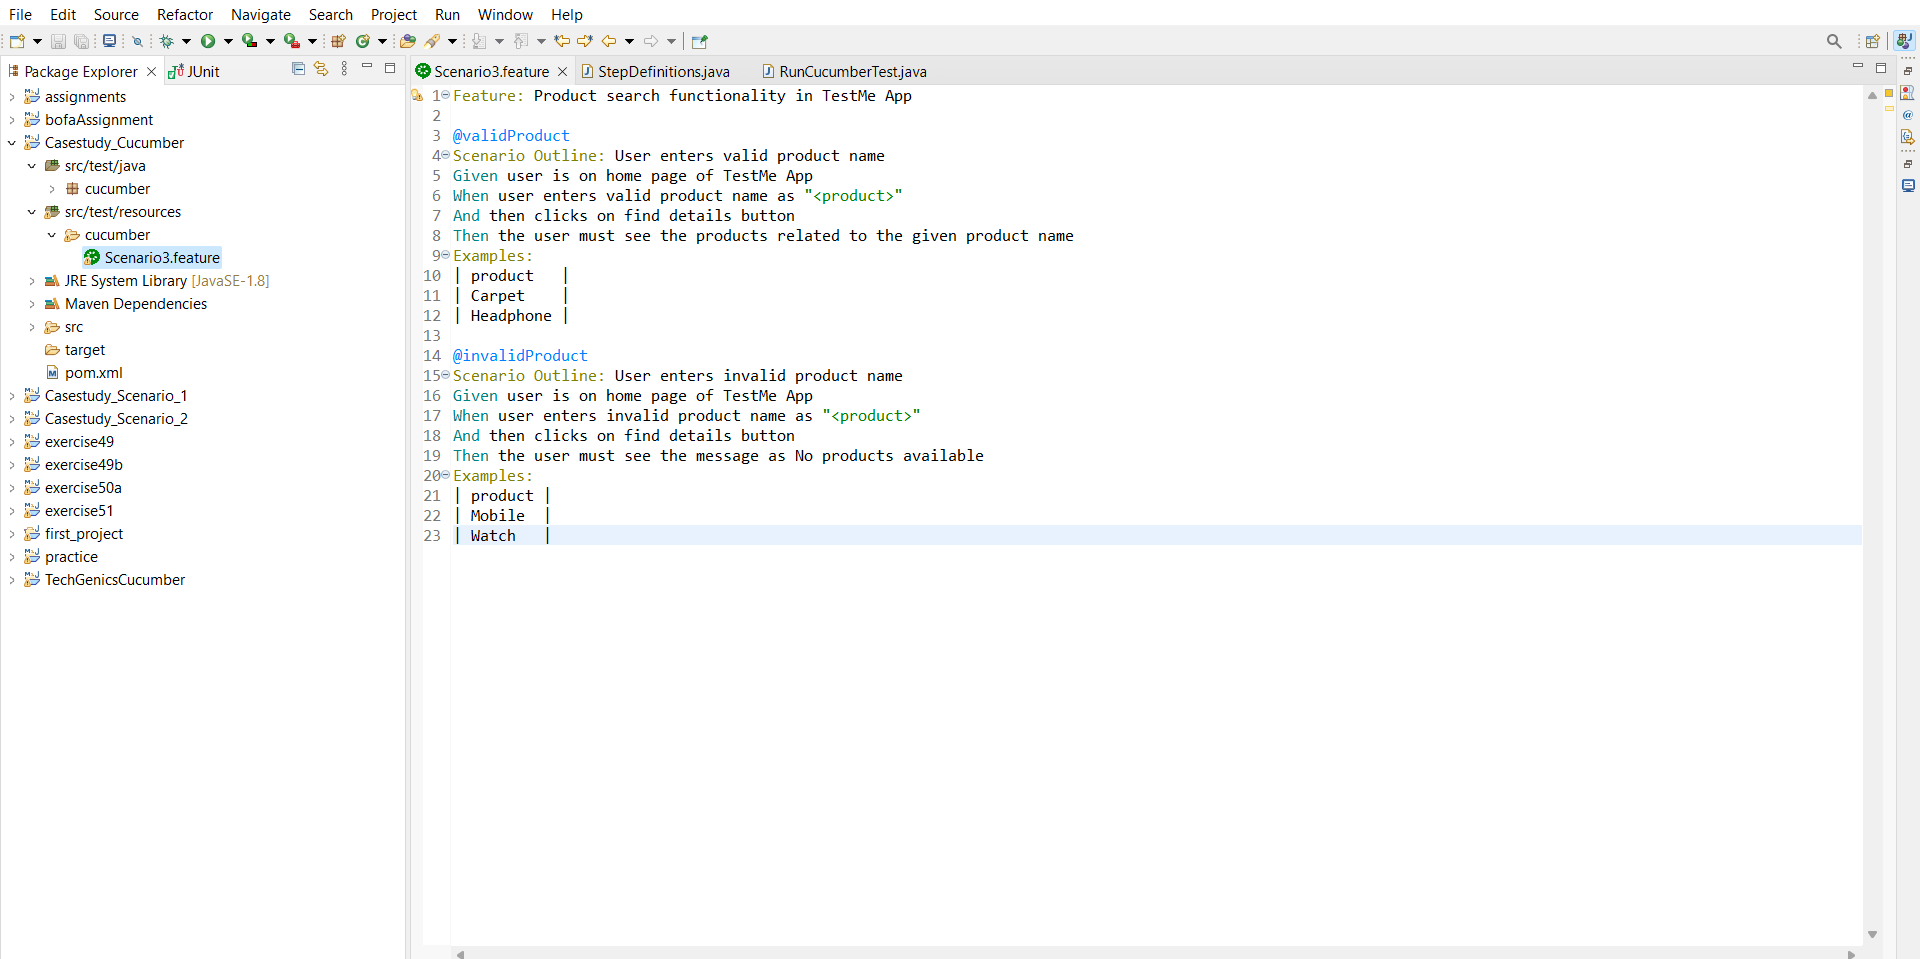 File Edit Source Refactor Navigate Search Project Run Window Help
Package Explorer JUnit
assignments
bofaAssignment
Casestudy_Cucumber
src/test/java
cucumber
src/test/resources
cucumber
Scenario3.feature
JRE System Library [JavaSE-1.8]
Maven Dependencies
src
target
pom.xml
Casestudy_Scenario_1
Casestudy_Scenario_2
exercise49
exercise49b
exercise50a
exercise51
first_project
practice
TechGenicsCucumber
Scenario3.feature StepDefinitions.java RunCucumberTest.java
1 Feature: Product search functionality in TestMe App
2
3 @validProduct
4 Scenario Outline: User enters valid product name
5 Given user is on home page of TestMe App
6 When user enters valid product name as "<product>"
7 And then clicks on find details button
8 Then the user must see the products related to the given product name
9 Examples:
10 | product   |
11 | Carpet    |
12 | Headphone |
13
14 @invalidProduct
15 Scenario Outline: User enters invalid product name
16 Given user is on home page of TestMe App
17 When user enters invalid product name as "<product>"
18 And then clicks on find details button
19 Then the user must see the message as No products available
20 Examples:
21 | product |
22 | Mobile  |
23 | Watch   |